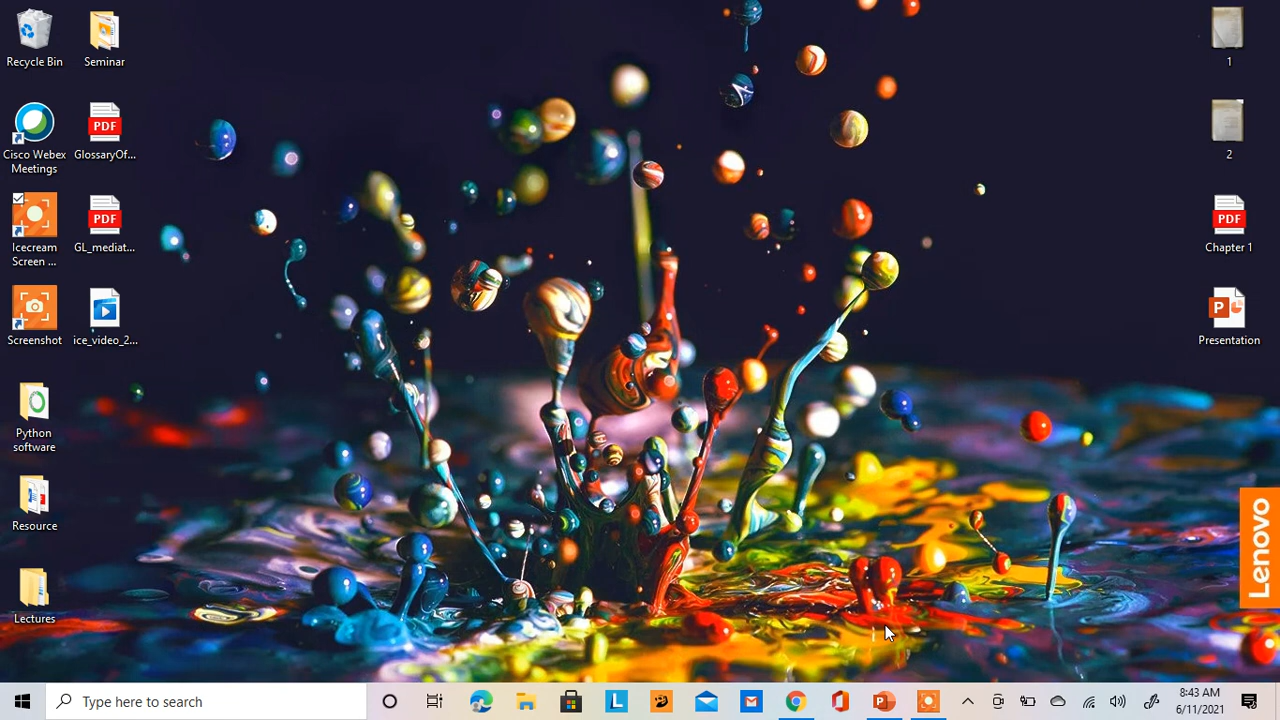 Recycle Bin
Seminar
1
PDF
Cisco Webex
Meetings
GlossaryOf...
2
PDF
Icecream
Screen ...
GL_mediat...
PDF
Chapter 1
Screenshot
ice_video_2...
P
Presentation
Python
software
Resource
Lenovo
Lectures
Type here to search
L
P
8:43 AM
6/11/2021